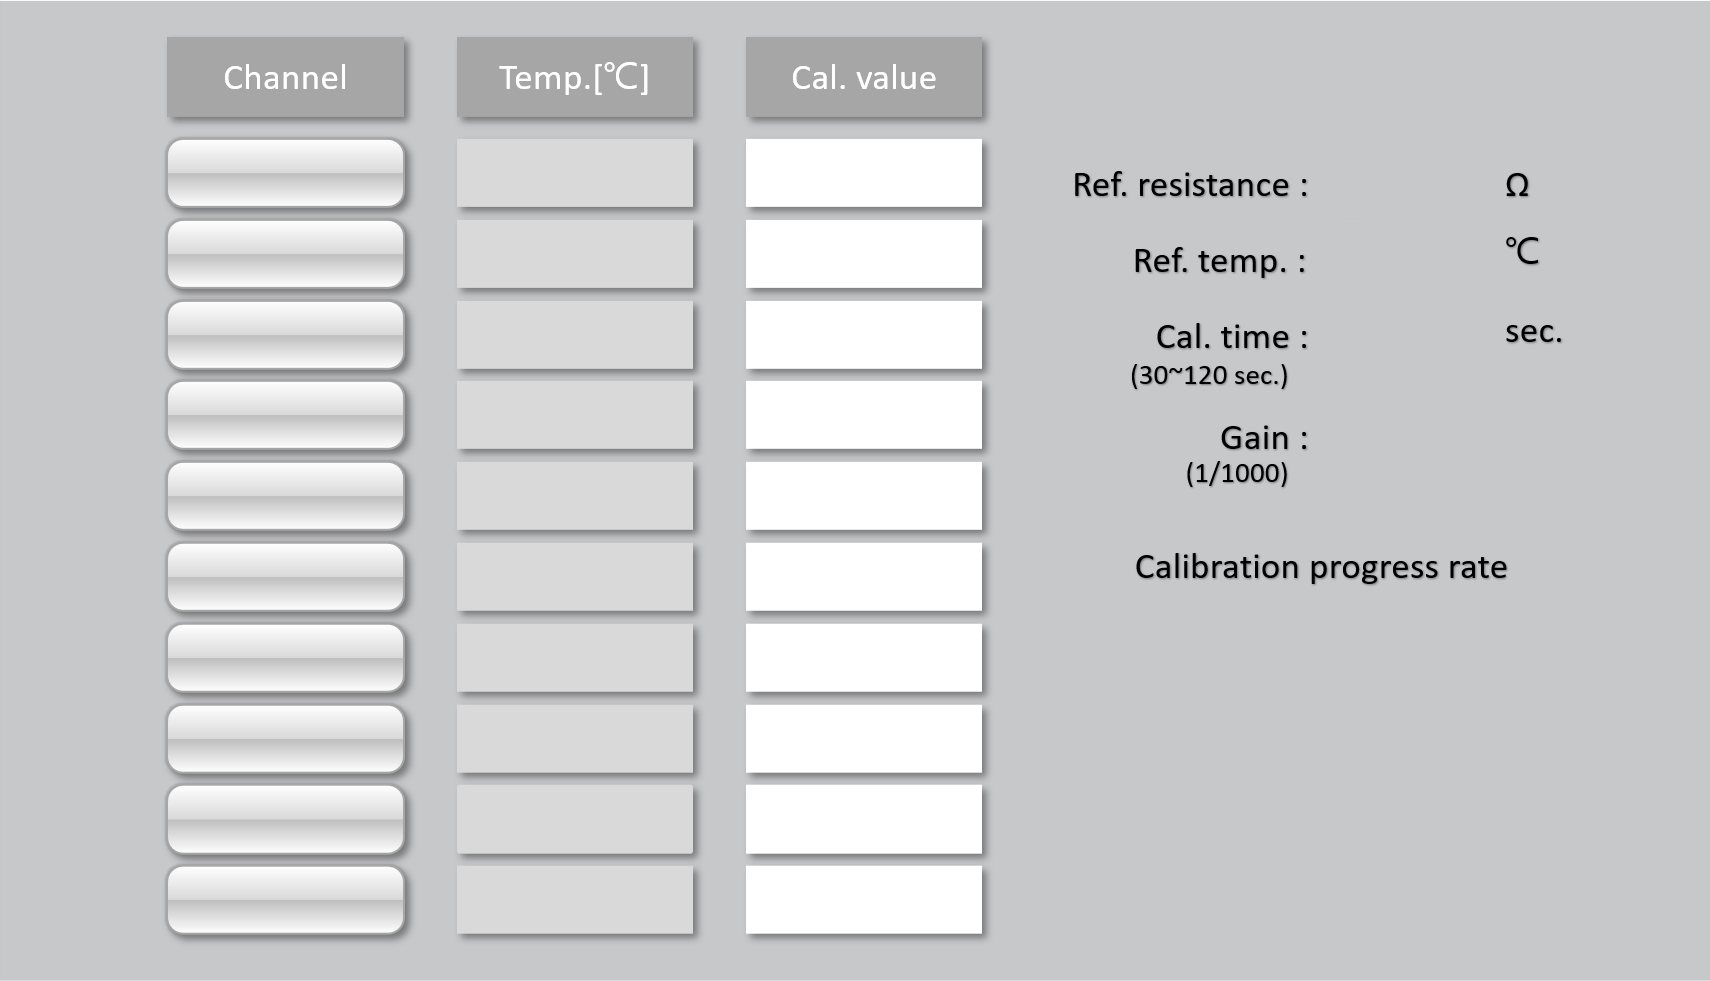 Channel
Temp.[℃]
Cal. value
Ref. resistance :
Ω
Ref. temp. :
℃
Cal. time :
sec.
(30~120 sec.)
Gain :
(1/1000)
Calibration progress rate